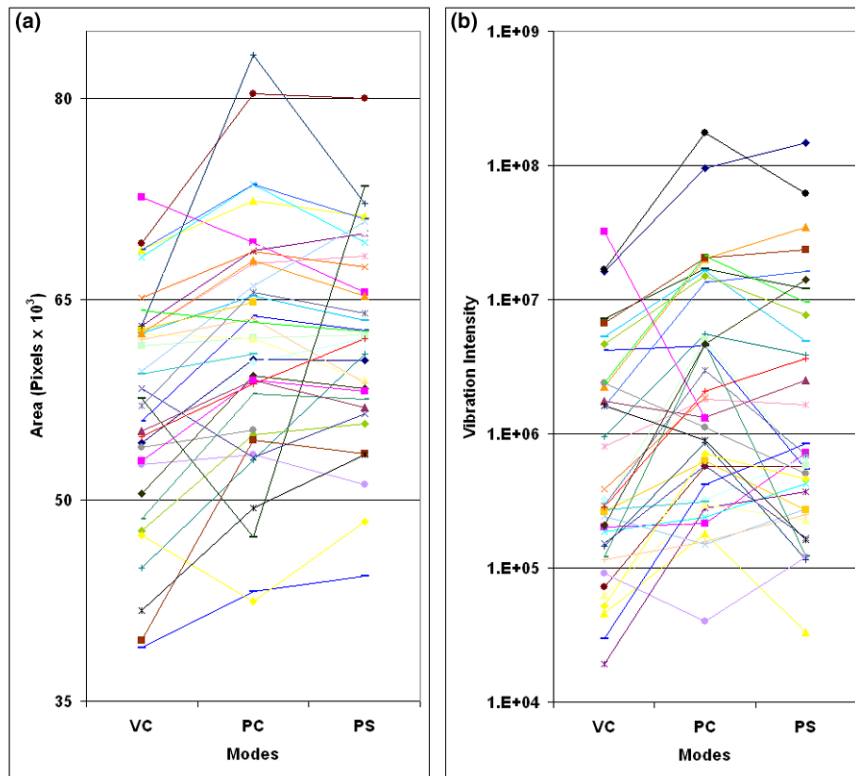 (a)
80
65
50
35
Area (Pixels x 10³)
VC PC PS
Modes
(b)
1.E+09
1.E+08
1.E+07
1.E+06
1.E+05
1.E+04
Vibration Intensity
VC PC PS
Modes